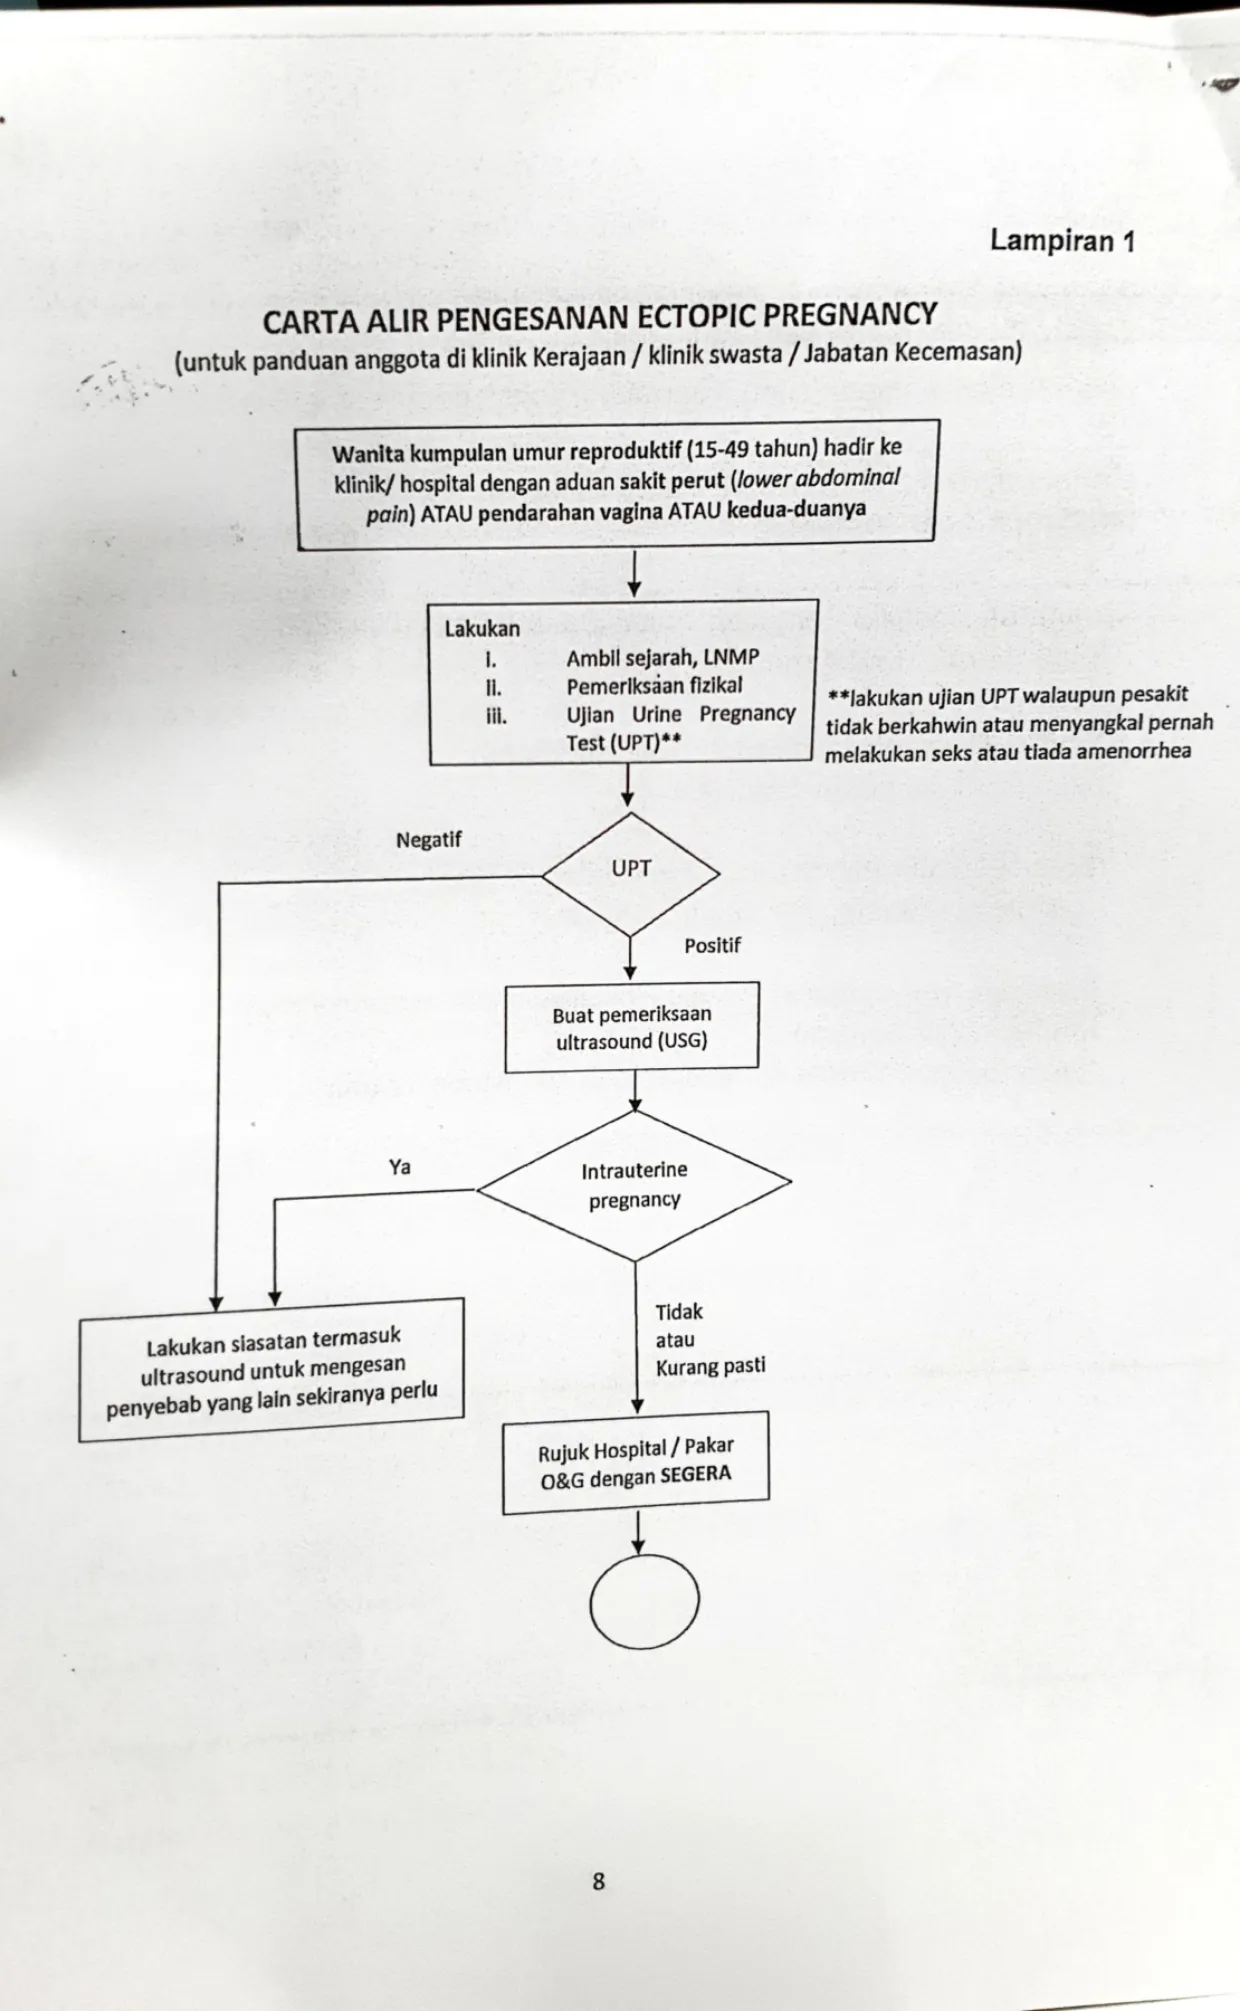 Lampiran 1
CARTA ALIR PENGESANAN ECTOPIC PREGNANCY
(untuk panduan anggota di klinik Kerajaan / klinik swasta / Jabatan Kecemasan)
Wanita kumpulan umur reproduktif (15-49 tahun) hadir ke
klinik/ hospital dengan aduan sakit perut (lower abdominal
pain) ATAU pendarahan vagina ATAU kedua-duanya
Lakukan
i. Ambil sejarah, LNMP
ii. Pemeriksaan fizikal
iii. Ujian Urine Pregnancy
Test (UPT)**
**lakukan ujian UPT walaupun pesakit
tidak berkahwin atau menyangkal pernah
melakukan seks atau tiada amenorrhea
Negatif
UPT
Positif
Buat pemeriksaan
ultrasound (USG)
Ya
Intrauterine
pregnancy
Tidak
atau
Kurang pasti
Lakukan siasatan termasuk
ultrasound untuk mengesan
penyebab yang lain sekiranya perlu
Rujuk Hospital / Pakar
O&G dengan SEGERA
8